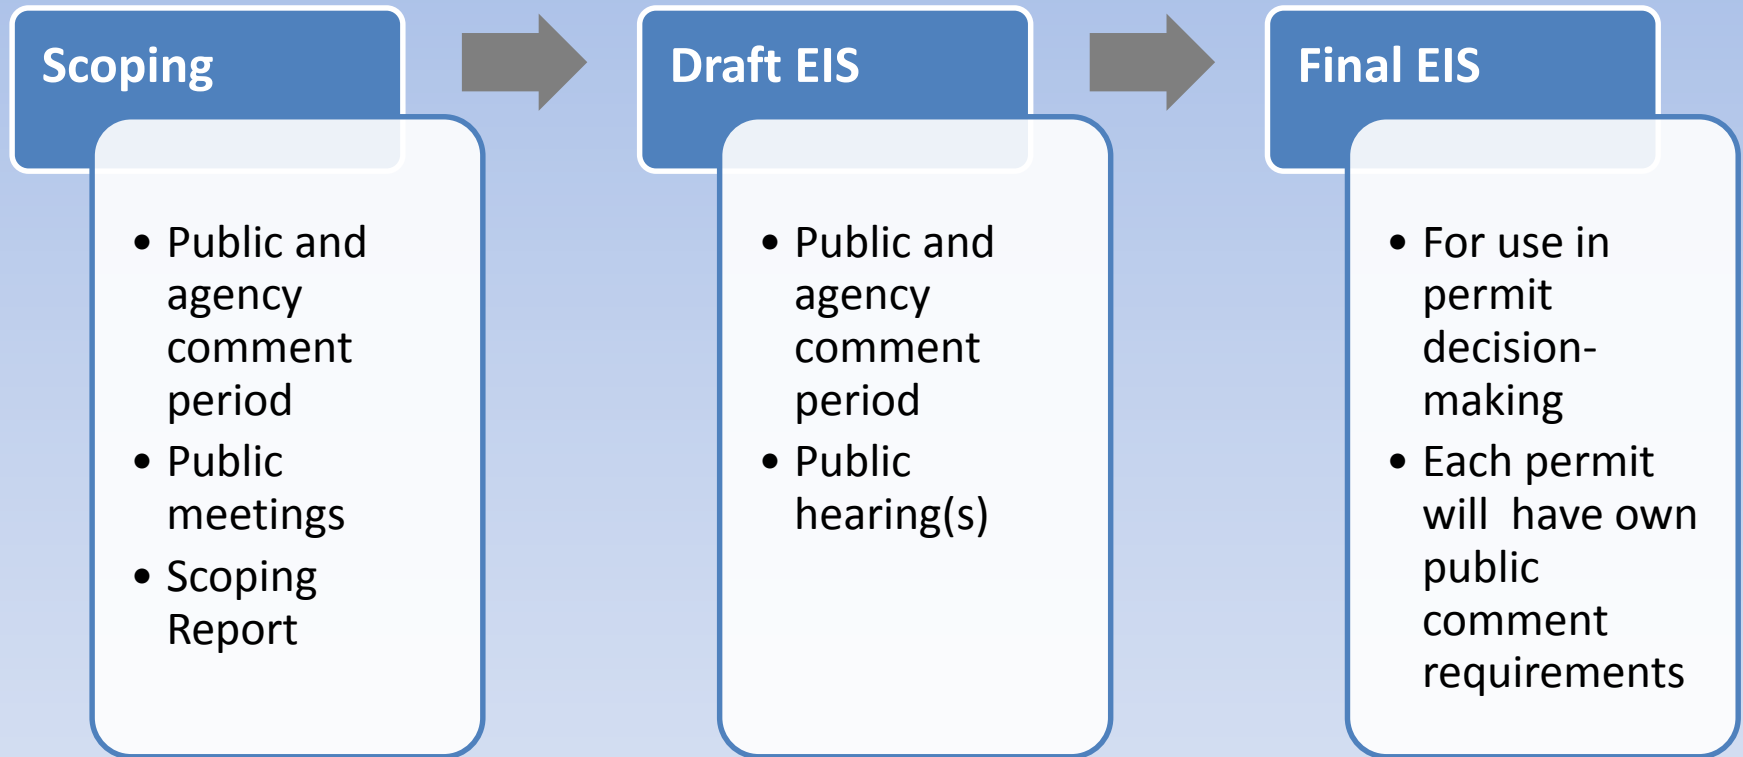 Scoping
• Public and
agency
comment
period
• Public
meetings
• Scoping
Report
Draft EIS
• Public and
agency
comment
period
• Public
hearing(s)
Final EIS
• For use in
permit
decision-
making
• Each permit
will  have own
public
comment
requirements